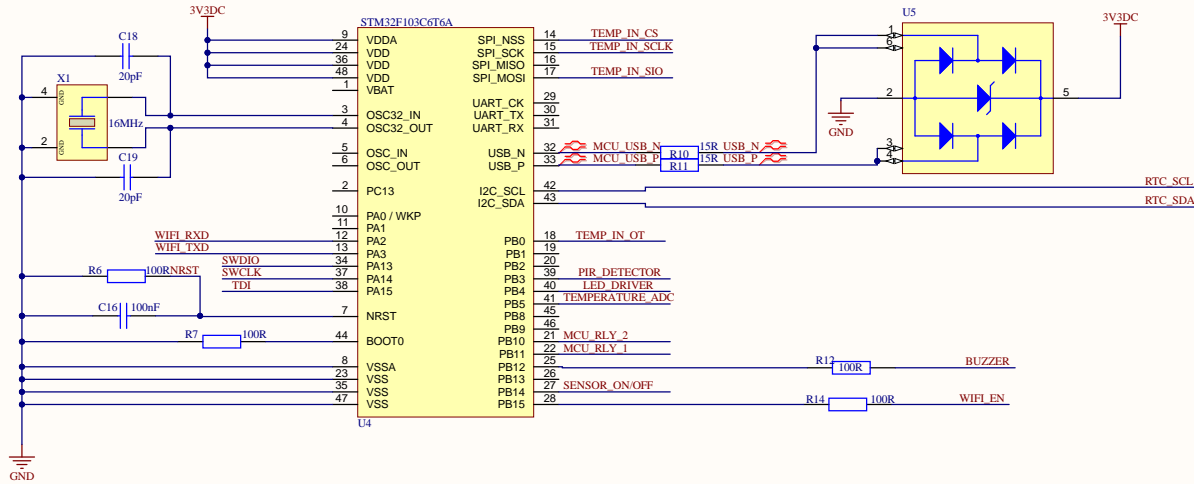 C18
20pF
X1
4
GND
16MHz
2
GND
C19
20pF
WIFI_RXD
WIFI_TXD
SWDIO
SWCLK
TDI
R6
100R
NRST
C16
100nF
R7
100R
GND
3V3DC
STM32F103C6T6A
9 VDDA
24 VDD
36 VDD
48 VDD
1 VBAT
3 OSC32_IN
4 OSC32_OUT
5 OSC_IN
6 OSC_OUT
2 PC13
10 PA0 / WKP
11 PA1
12 PA2
13 PA3
34 PA13
37 PA14
38 PA15
7 NRST
44 BOOT0
8 VSSA
23 VSS
35 VSS
47 VSS
U4
SPI_NSS 14 TEMP_IN_CS
SPI_SCK 15 TEMP_IN_SCLK
SPI_MISO 16
SPI_MOSI 17 TEMP_IN_SIO
UART_CK 29
UART_TX 30
UART_RX 31
USB_N 32 MCU_USB_N R10 15R USB_N
USB_P 33 MCU_USB_P R11 15R USB_P
I2C_SCL 42 RTC_SCL
I2C_SDA 43 RTC_SDA
PB0 18 TEMP_IN_OT
PB1 19
PB2 20
PB3 39 PIR_DETECTOR
PB4 40 LED_DRIVER
PB5 41 TEMPERATURE_ADC
PB8 45
PB9 46
PB10 21 MCU_RLY_2
PB11 22 MCU_RLY_1
PB12 25 R12 100R BUZZER
PB13 26
PB14 27 SENSOR_ON/OFF
PB15 28 R14 100R WIFI_EN
U5
1
6
2
3
4
5
GND
3V3DC